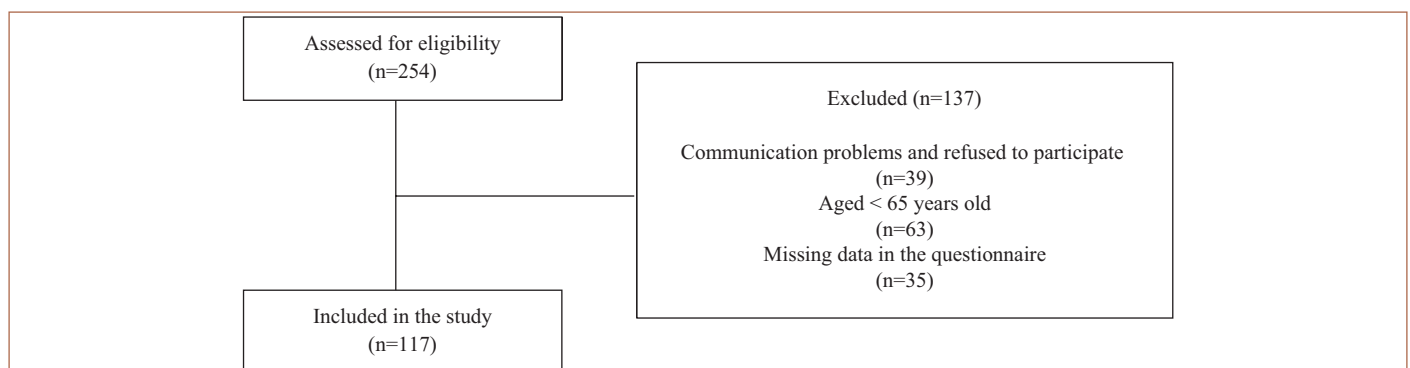 Assessed for eligibility
(n=254)
Excluded (n=137)
Communication problems and refused to participate
(n=39)
Aged < 65 years old
(n=63)
Missing data in the questionnaire
(n=35)
Included in the study
(n=117)